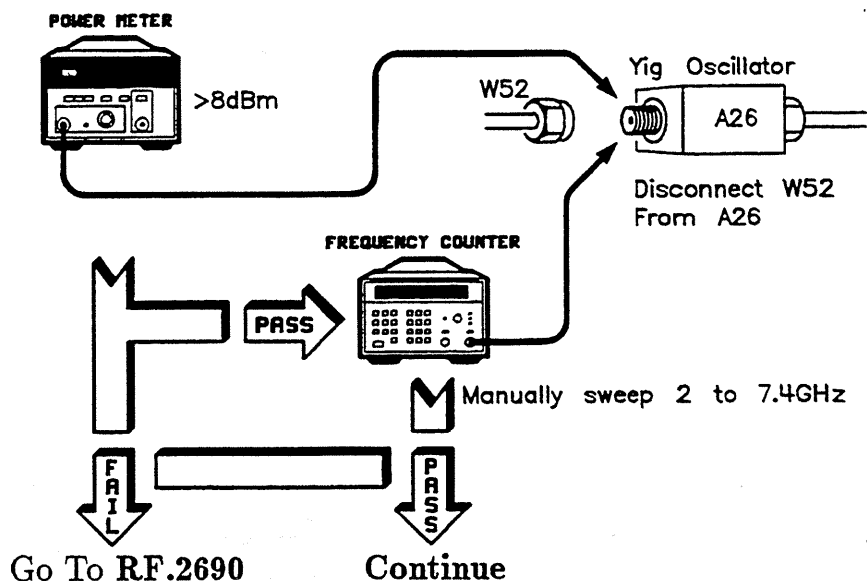 POWER METER
>8dBm
W52
Yig Oscillator
A26
Disconnect W52
From A26
FREQUENCY COUNTER
PASS
Manually sweep 2 to 7.4GHz
FAIL
PASS
Go To RF.2690
Continue